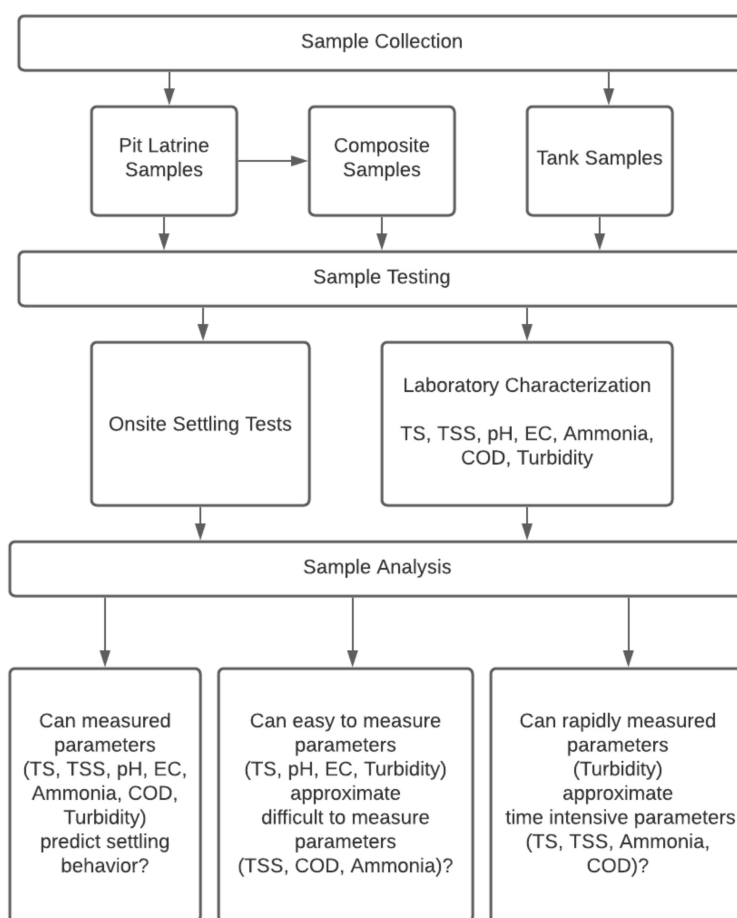 Sample Collection
Pit Latrine
Samples
Composite
Samples
Tank Samples
Sample Testing
Onsite Settling Tests
Laboratory Characterization
TS, TSS, pH, EC, Ammonia,
COD, Turbidity
Sample Analysis
Can measured
parameters
(TS, TSS, pH, EC,
Ammonia, COD,
Turbidity)
predict settling
behavior?
Can easy to measure
parameters
(TS, pH, EC, Turbidity)
approximate
difficult to measure
parameters
(TSS, COD, Ammonia)?
Can rapidly measured
parameters
(Turbidity)
approximate
time intensive parameters
(TS, TSS, Ammonia,
COD)?